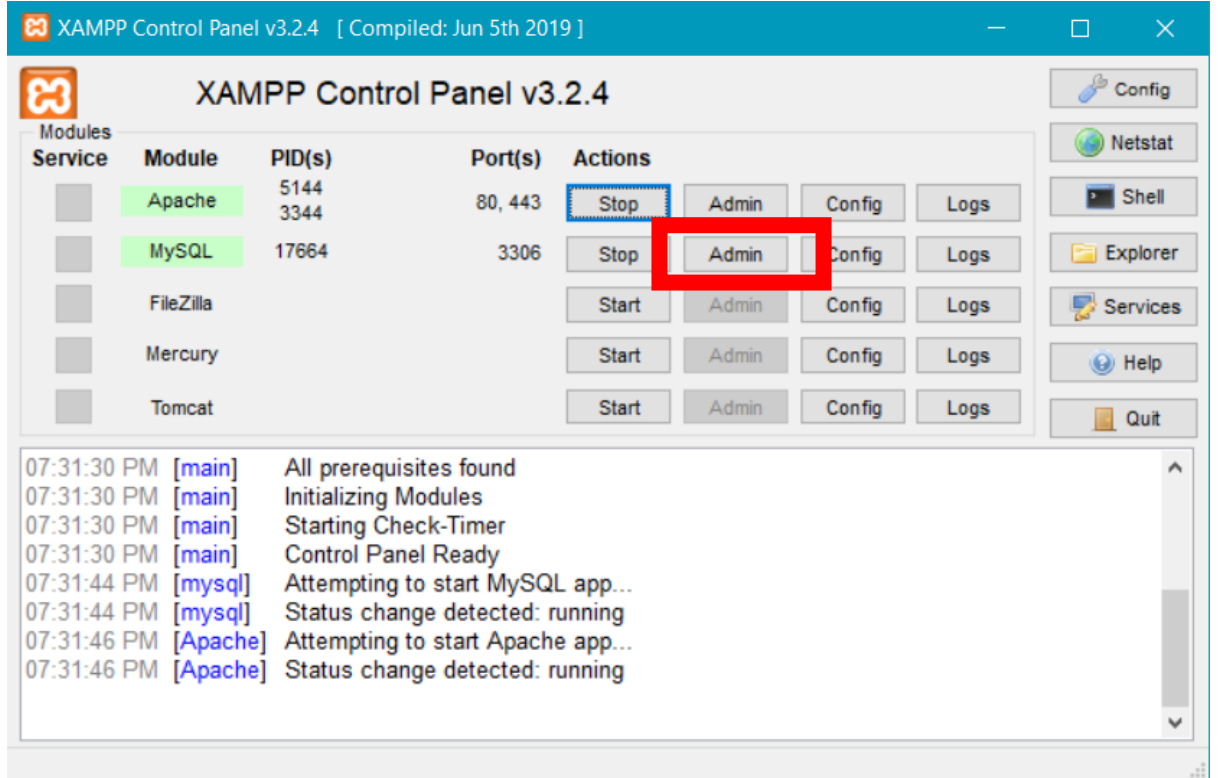 XAMPP Control Panel v3.2.4 [ Compiled: Jun 5th 2019 ]
XAMPP Control Panel v3.2.4
Config
Modules
Service Module PID(s) Port(s) Actions
Netstat
Apache 5144 3344 80, 443 Stop Admin Config Logs
Shell
MySQL 17664 3306 Stop Admin Config Logs
Explorer
FileZilla Start Admin Config Logs
Services
Mercury Start Admin Config Logs
Help
Tomcat Start Admin Config Logs
Quit
07:31:30 PM [main] All prerequisites found
07:31:30 PM [main] Initializing Modules
07:31:30 PM [main] Starting Check-Timer
07:31:30 PM [main] Control Panel Ready
07:31:44 PM [mysql] Attempting to start MySQL app...
07:31:44 PM [mysql] Status change detected: running
07:31:46 PM [Apache] Attempting to start Apache app...
07:31:46 PM [Apache] Status change detected: running